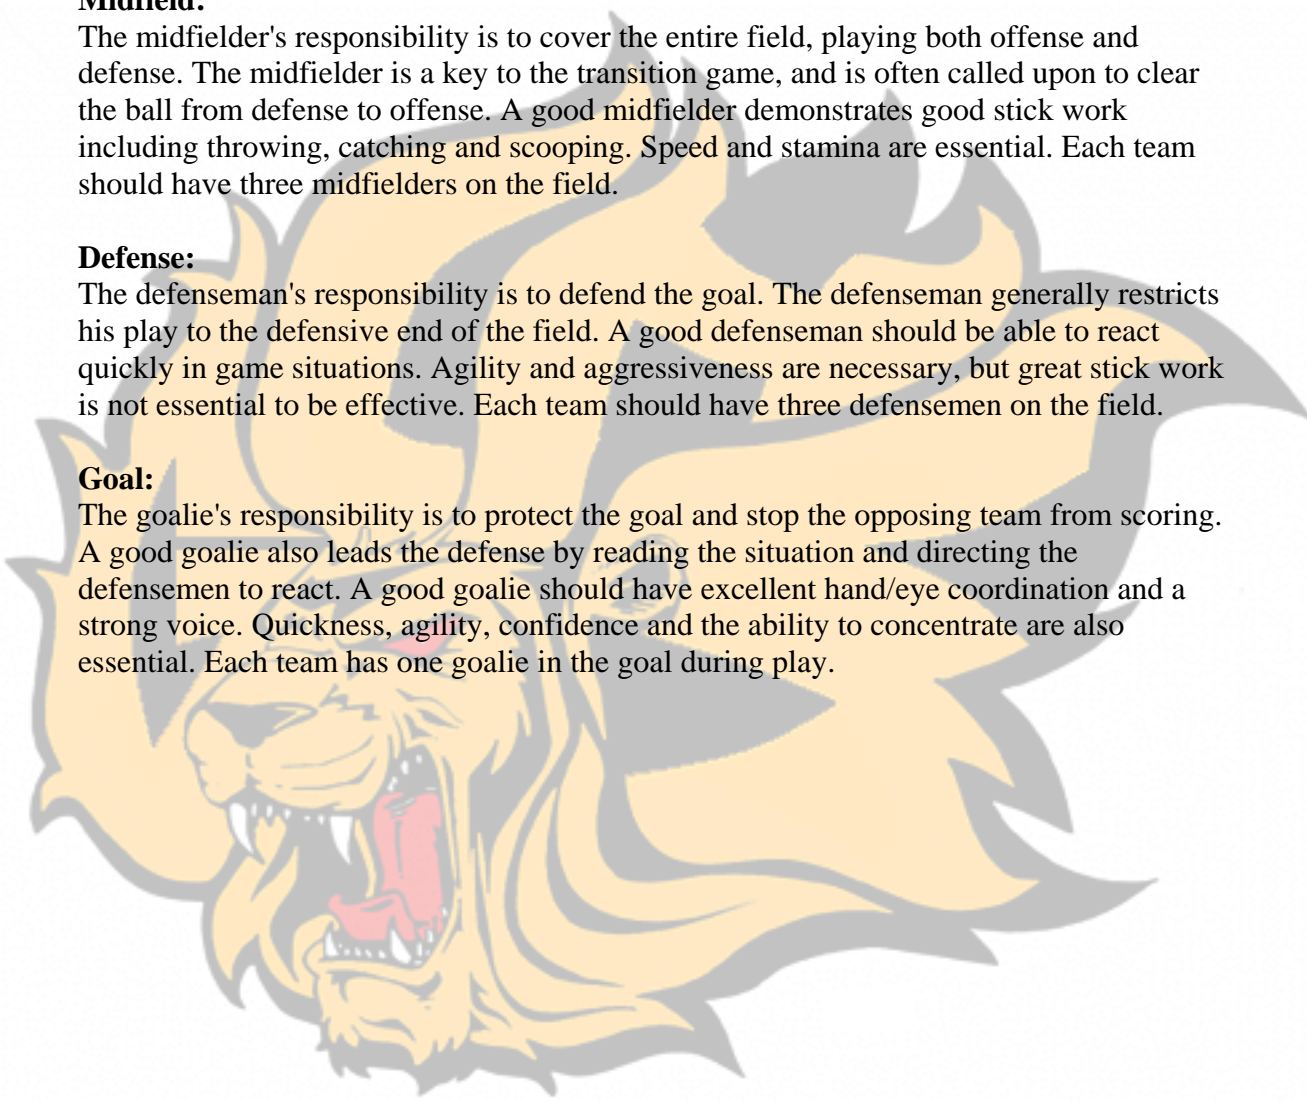 Midfield:
The midfielder's responsibility is to cover the entire field, playing both offense and
defense. The midfielder is a key to the transition game, and is often called upon to clear
the ball from defense to offense. A good midfielder demonstrates good stick work
including throwing, catching and scooping. Speed and stamina are essential. Each team
should have three midfielders on the field.
Defense:
The defenseman's responsibility is to defend the goal. The defenseman generally restricts
his play to the defensive end of the field. A good defenseman should be able to react
quickly in game situations. Agility and aggressiveness are necessary, but great stick work
is not essential to be effective. Each team should have three defensemen on the field.
Goal:
The goalie's responsibility is to protect the goal and stop the opposing team from scoring.
A good goalie also leads the defense by reading the situation and directing the
defensemen to react. A good goalie should have excellent hand/eye coordination and a
strong voice. Quickness, agility, confidence and the ability to concentrate are also
essential. Each team has one goalie in the goal during play.